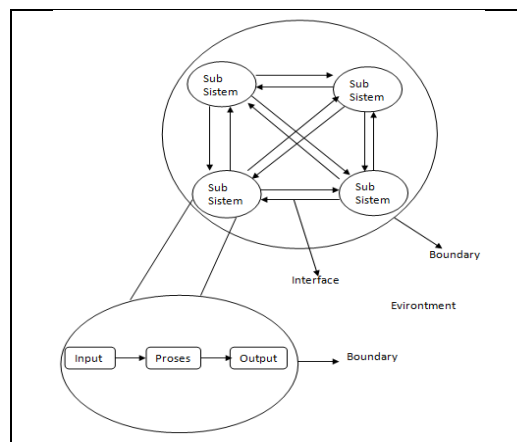 Sub
Sistem
Sub
Sistem
Sub
Sistem
Sub
Sistem
Boundary
Interface
Evirontment
Input
Proses
Output
Boundary